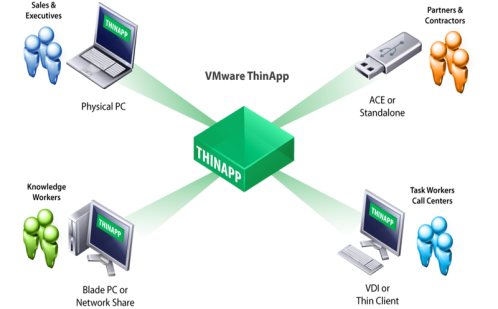 Sales &
Executives
THINAPP
Physical PC
VMware ThinApp
Partners &
Contractors
ACE or
Standalone
THINAPP
Knowledge
Workers
THINAPP
Blade PC or
Network Share
Task Workers
Call Centers
THINAPP
VDI or
Thin Client